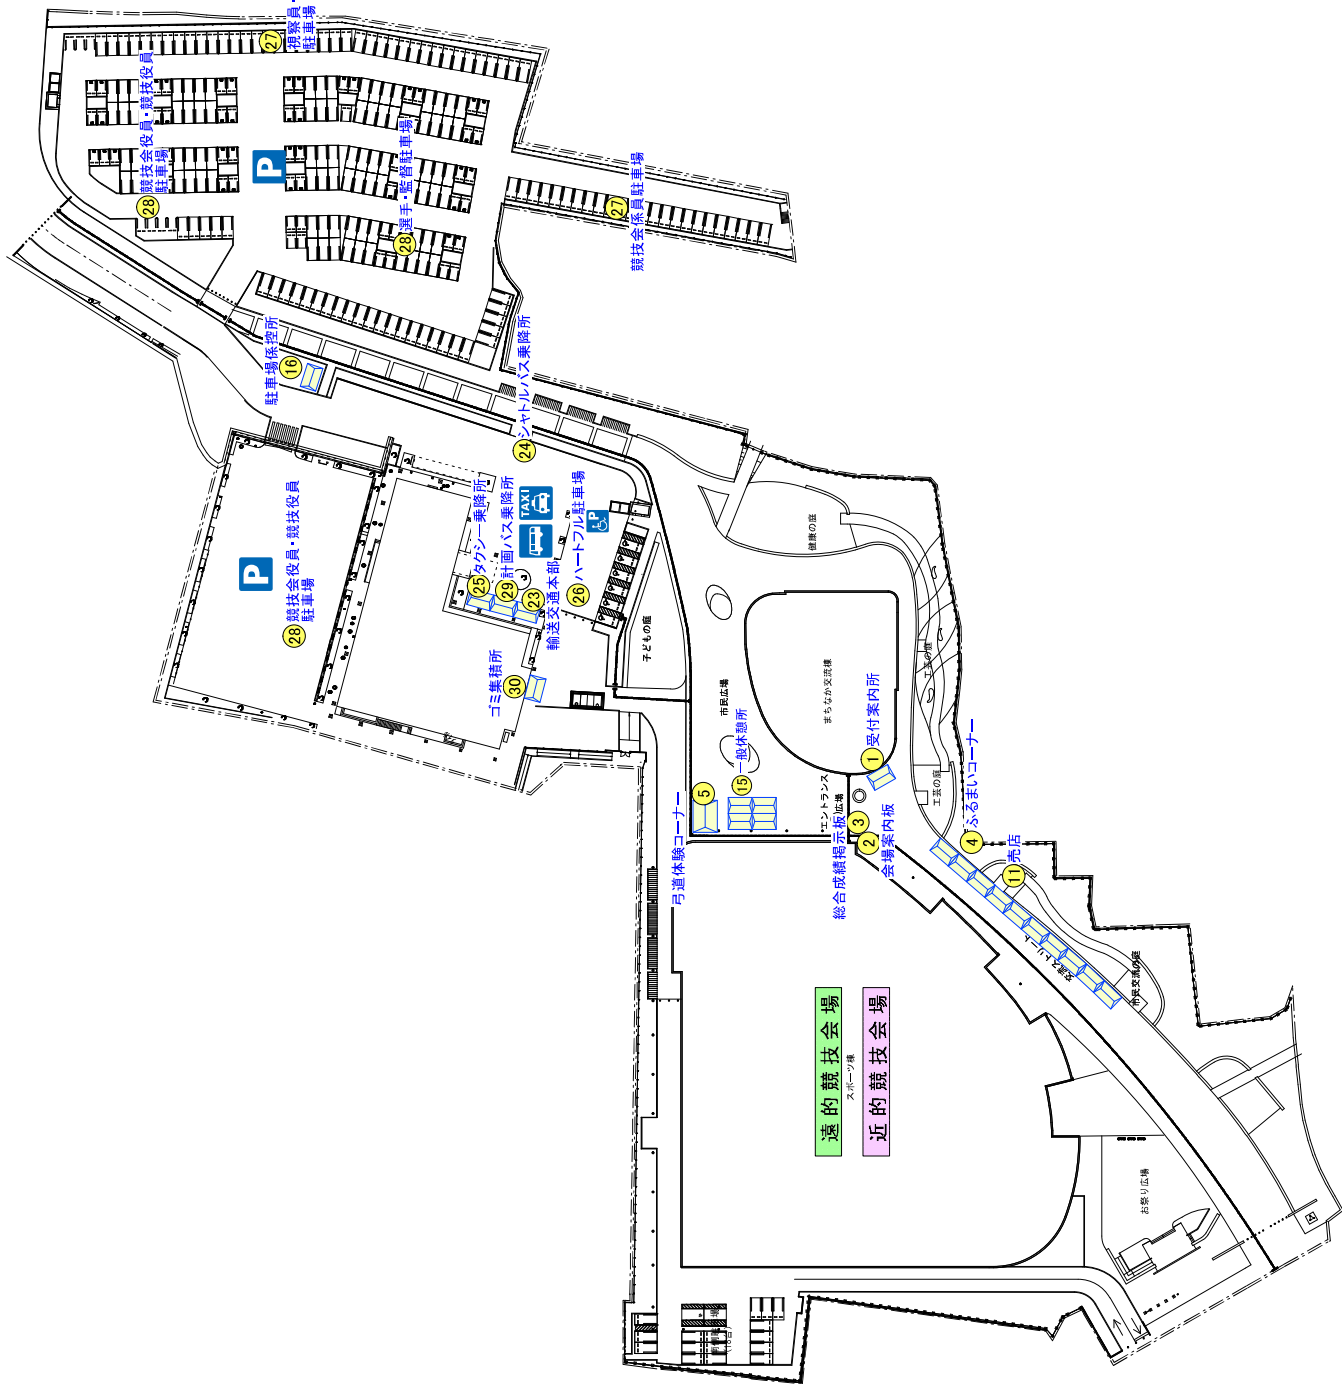 視察員・
駐車場
27
競技会役員・競技役員
駐車場
28
P
選手・監督駐車場
28
競技会係員駐車場
27
駐車場係控所
16
シャトルバス乗降所
24
P
競技会役員・競技役員
駐車場
28
タクシー乗降所
25
計画バス乗降所
29
TAXI
輸送交通本部
23
ハートフル駐車場
26
P
ゴミ集積所
30
子どもの庭
健康の庭
市民広場
まちなか交流棟
工芸の庭
工芸の庭
一般休憩所
15
5
弓道体験コーナー
受付案内所
1
エントランス
広場
総合成績掲示板
3
2
会場案内板
ふるまいコーナー
4
売店
11
交流ストリート
市民交流の庭
遠的競技会場
スポーツ棟
近的競技会場
お祭り広場